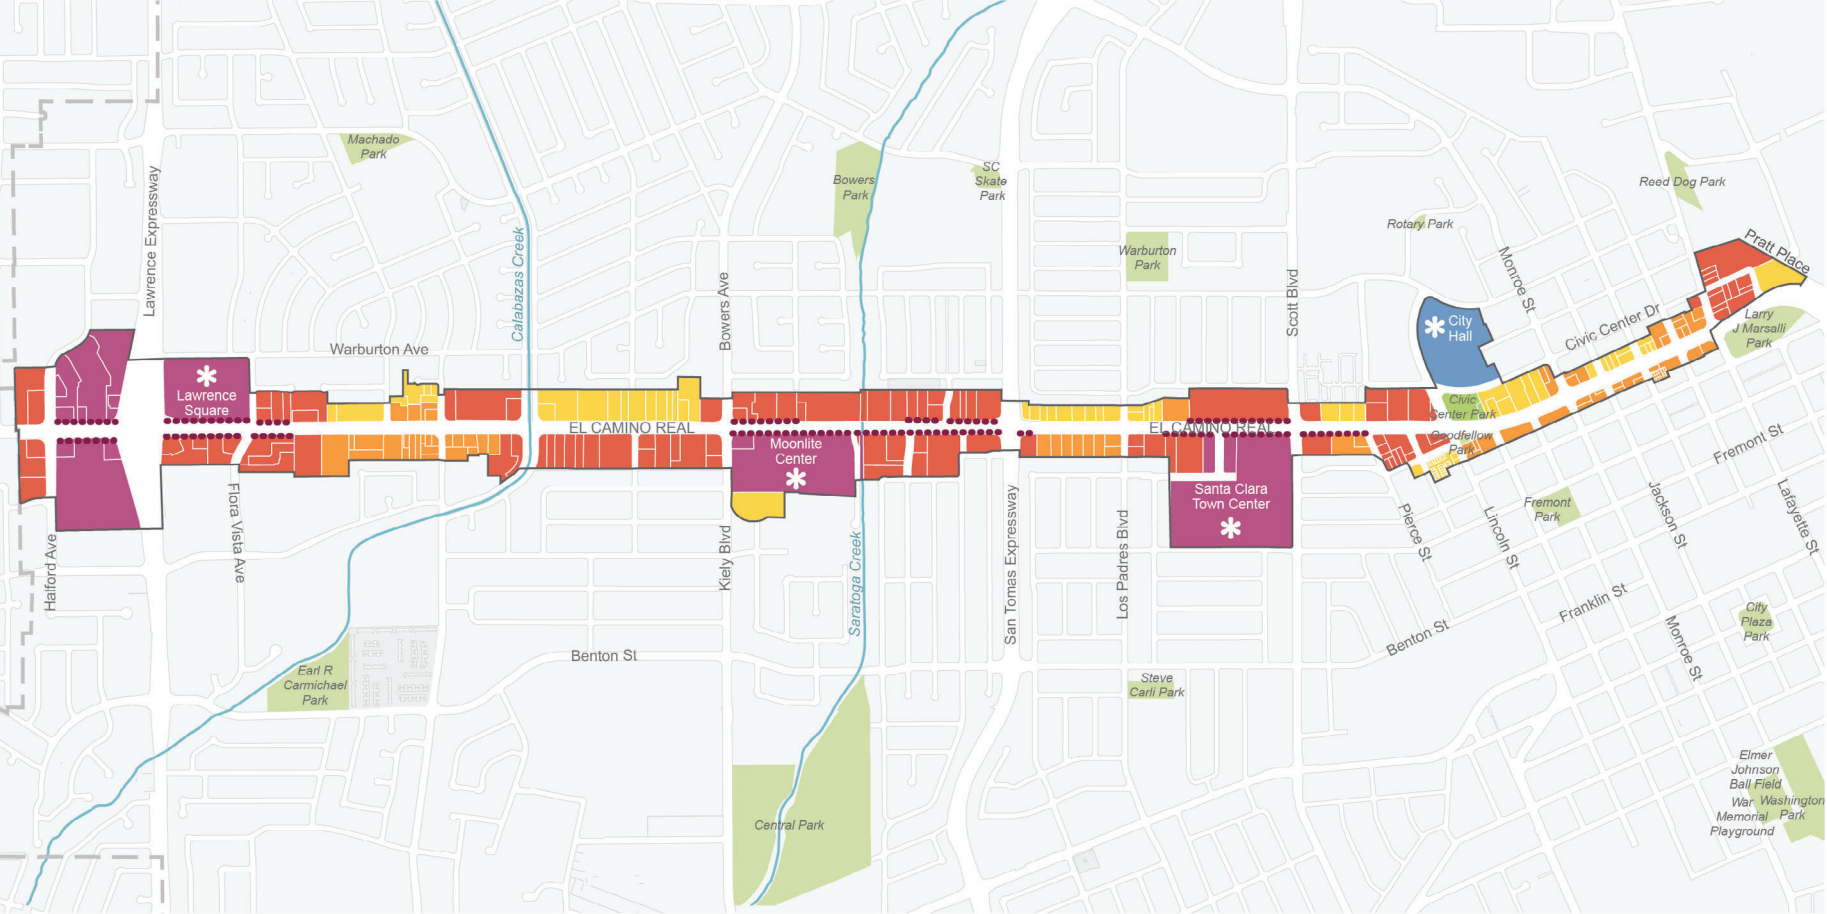 Machado
Park
Lawrence Expressway
Calabazas Creek
Bowers
Park
SC
Skate
Park
Warburton
Park
Reed Dog Park
Rotary Park
Monroe St
Pratt Place
Bowers Ave
Scott Blvd
City
Hall
Civic Center Dr
Larry
J Marsalli
Park
Warburton Ave
Lawrence
Square
EL CAMINO REAL
Moonlite
Center
EL CAMINO REAL
Civic
Center Park
Goodfellow
Park
Santa Clara
Town Center
Fremont St
Fremont
Park
Halford Ave
Flora Vista Ave
Kiely Blvd
Saratoga Creek
San Tomas Expressway
Los Padres Blvd
Pierce St
Lincoln St
Jackson St
Lafayette St
Franklin St
Benton St
Monroe St
City
Plaza
Park
Benton St
Earl R
Carmichael
Park
Steve
Carli Park
Central Park
Elmer
Johnson
Ball Field
War
Memorial
Playground
Washington
Park